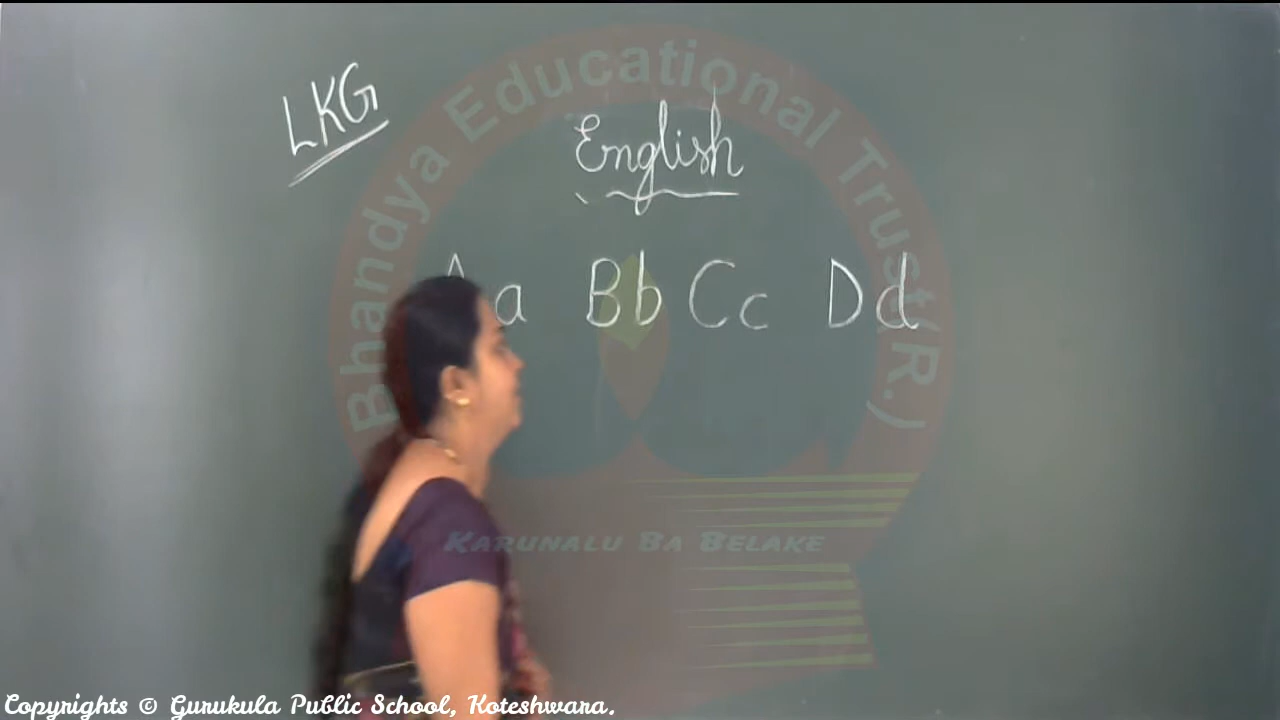 LKG
Bhandya Educational Trust(R.)
English
Aa Bb Cc Dd
KARUNALU BA BELAKE
Copyrights © Gurukula Public School, Koteshwara.